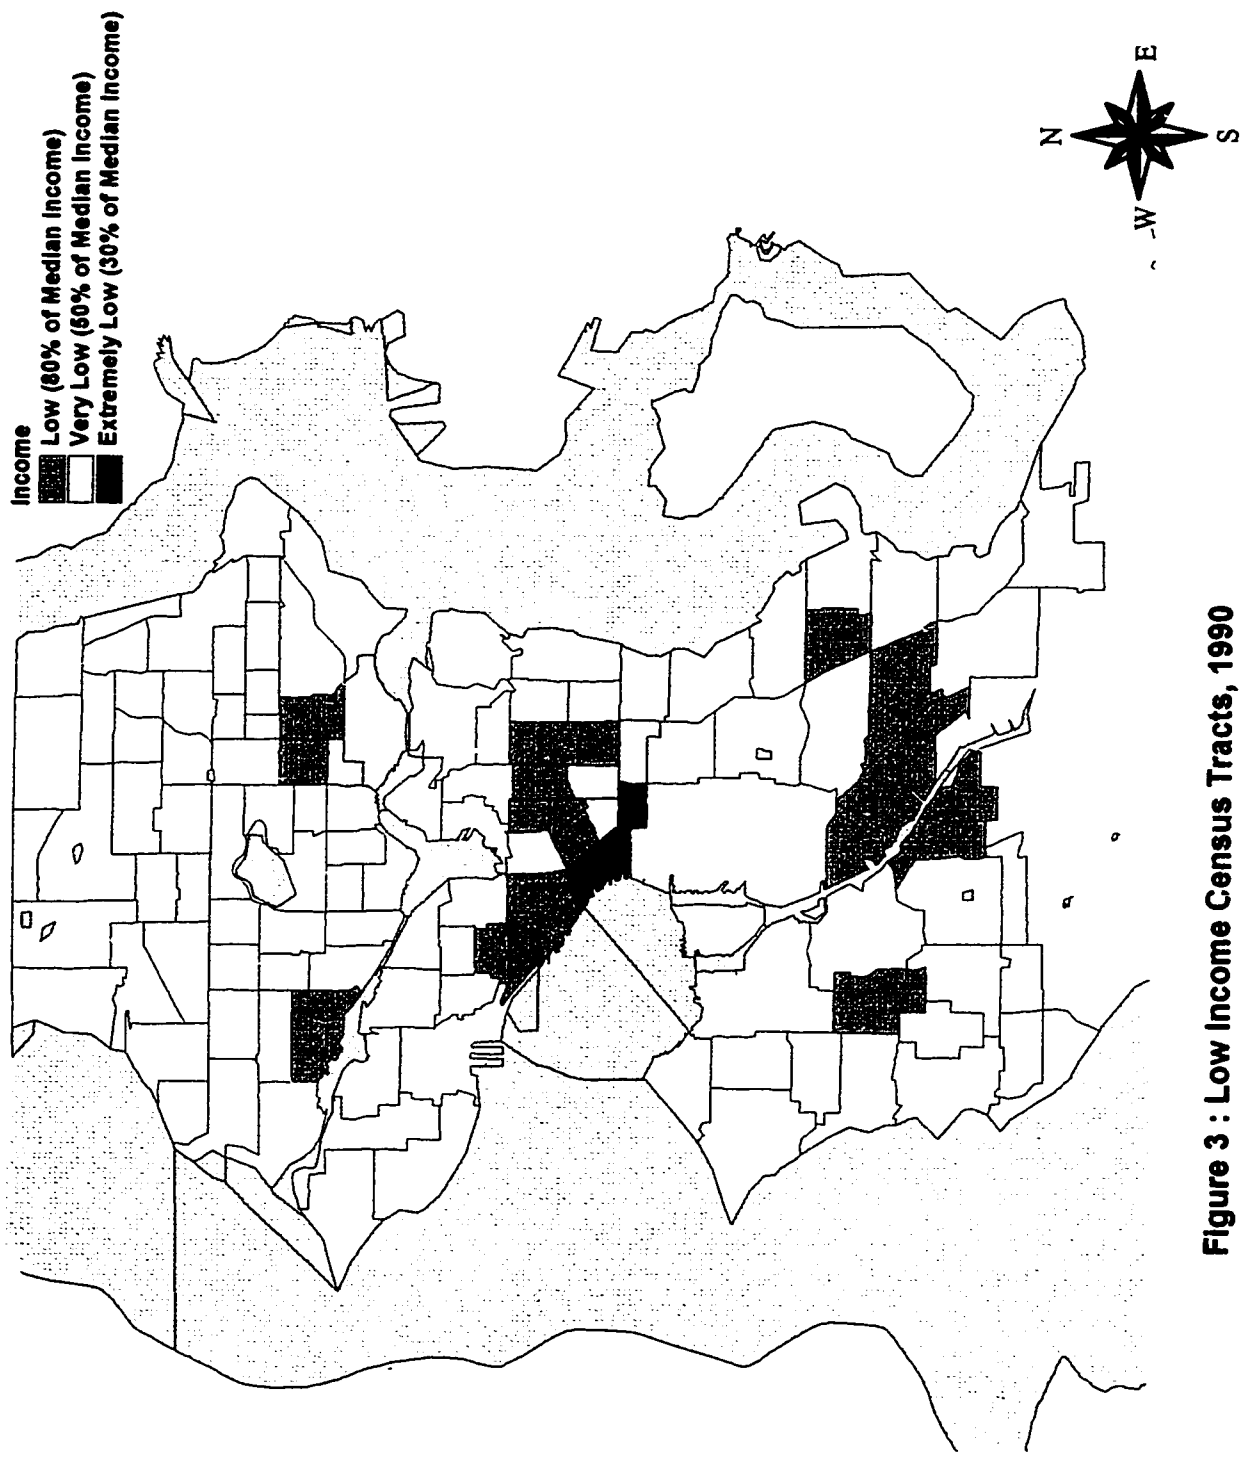 Income
Low (80% of Median Income)
Very Low (50% of Median Income)
Extremely Low (30% of Median Income)
N
W
E
S
Figure 3 : Low Income Census Tracts, 1990